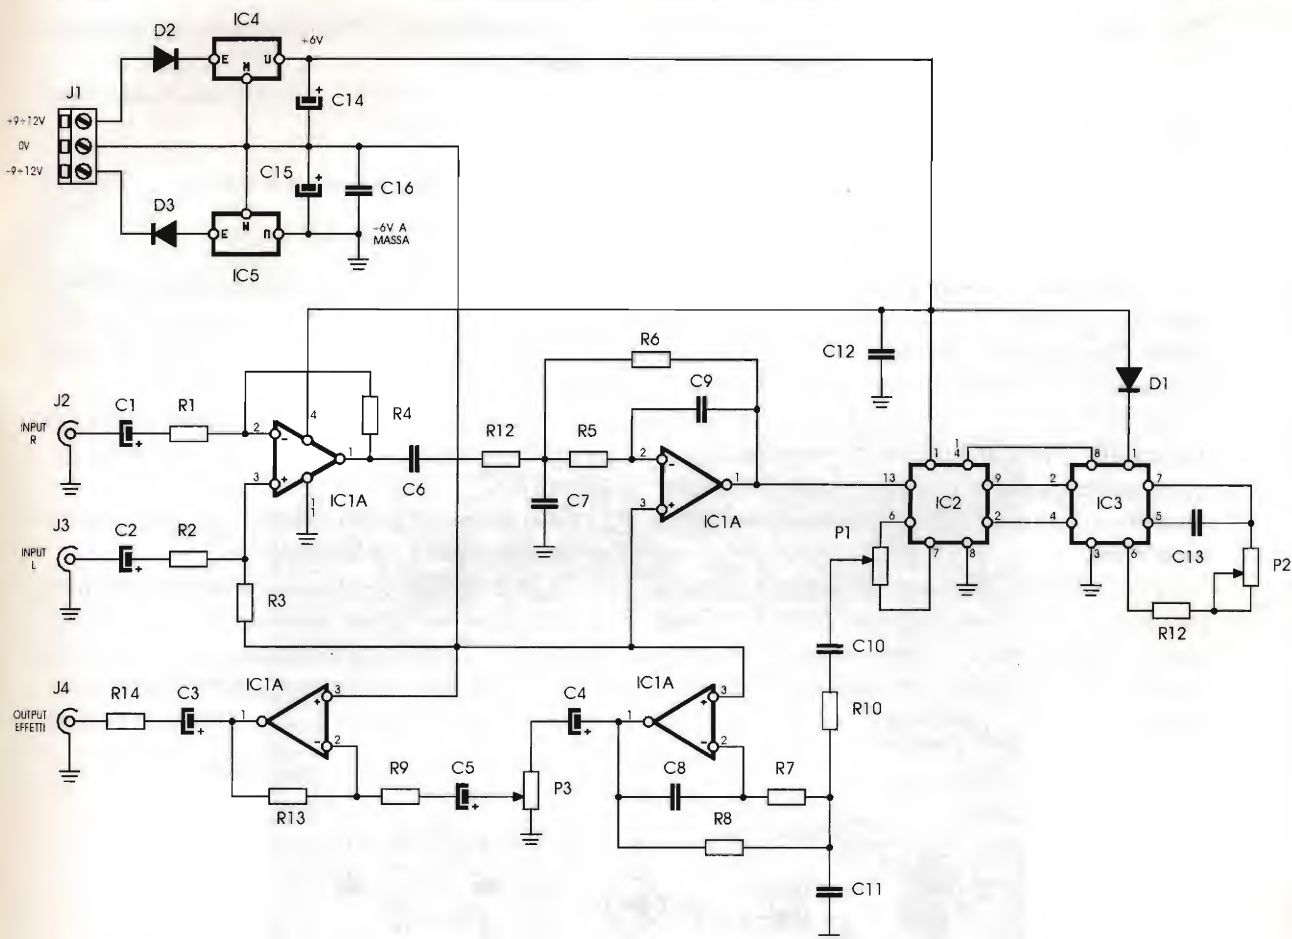 IC4
D2
+6V
E
M
U
J1
C14
+9÷12V
0V
-9÷12V
C15
C16
D3
E
M
U
-6V A
MASSA
IC5
R6
C12
C9
D1
J2
C1
R1
4
R4
INPUT
R
2
1
R12
R5
2
1
1
4
8
1
3
C6
13
9
2
7
1
IC1A
C7
3
IC1A
IC2
IC3
J3
C2
R2
6
2
4
5
INPUT
L
P1
C13
7
8
3
6
P2
R3
R12
C10
J4
R14
C3
IC1A
3
C4
IC1A
3
OUTPUT
EFFETTI
1
1
R10
2
2
R9
C5
P3
C8
R7
R13
R8
C11